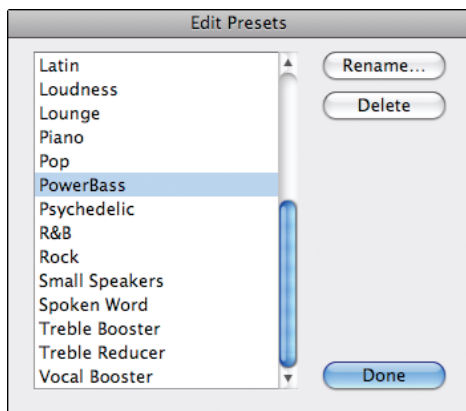 Edit Presets
Latin
Loudness
Lounge
Piano
Pop
PowerBass
Psychedelic
R&B
Rock
Small Speakers
Spoken Word
Treble Booster
Treble Reducer
Vocal Booster
Rename...
Delete
Done